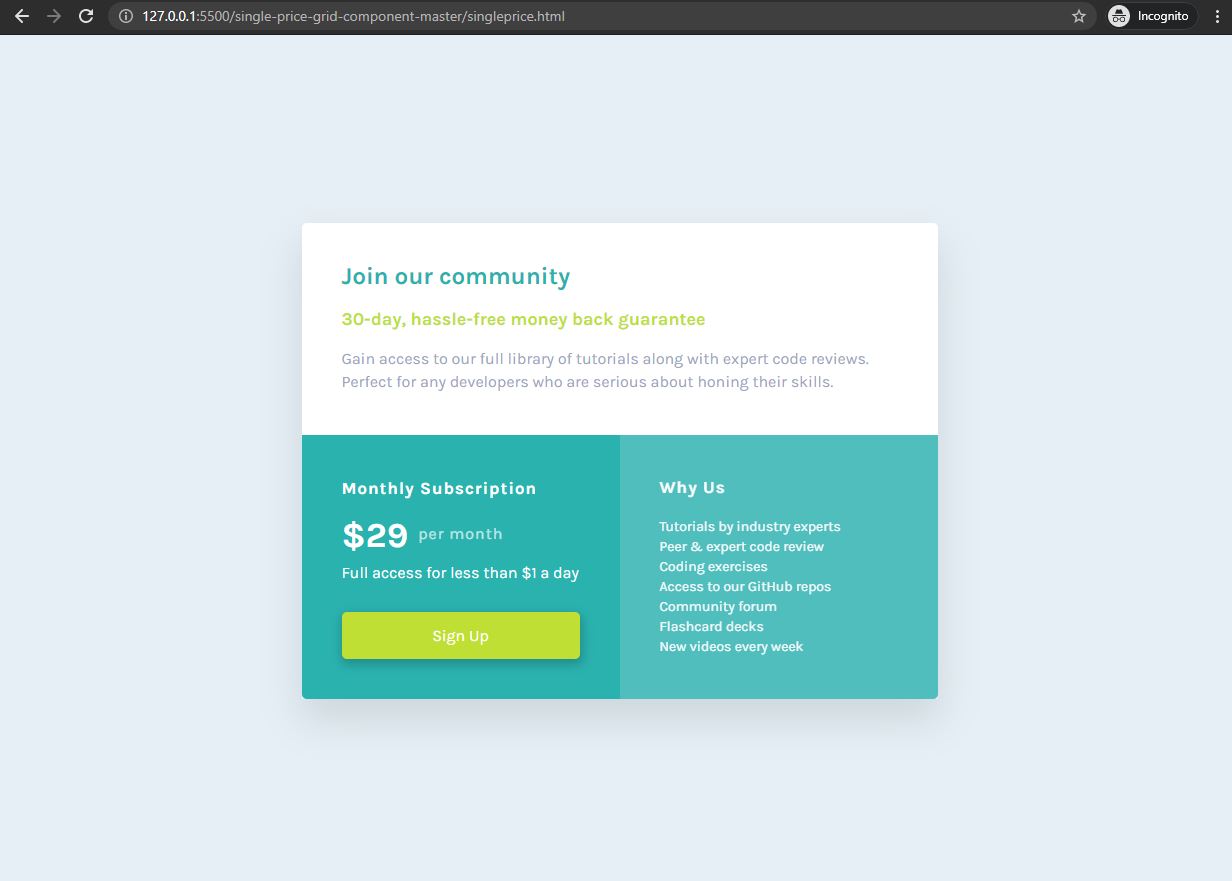 127.0.0.1:5500/single-price-grid-component-master/singleprice.html
Incognito
Join our community
30-day, hassle-free money back guarantee
Gain access to our full library of tutorials along with expert code reviews.
Perfect for any developers who are serious about honing their skills.
Monthly Subscription
$29 per month
Full access for less than $1 a day
Sign Up
Why Us
Tutorials by industry experts
Peer & expert code review
Coding exercises
Access to our GitHub repos
Community forum
Flashcard decks
New videos every week